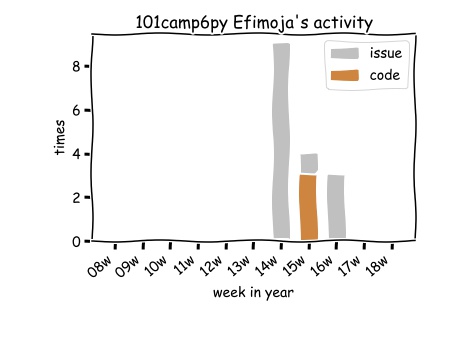 101camp6py Efimoja's activity
issue
code
times
8
6
4
2
0
08w 09w 10w 11w 12w 13w 14w 15w 16w 17w 18w
week in year